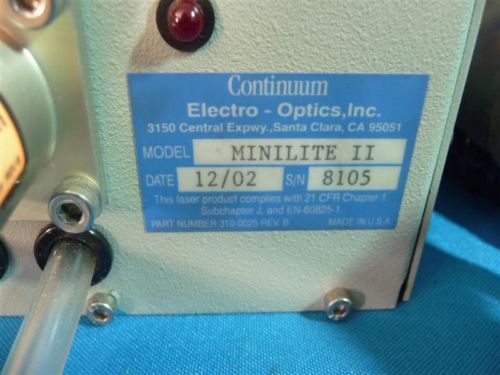 Continuum
Electro - Optics, Inc.
3150 Central Expwy., Santa Clara, CA 95051
MODEL MINILITE II
DATE 12/02 S/N 8105
This laser product complies with 21 CFR Chapter 1
Subchapter J, and EN-60825-1.
PART NUMBER 310-0025 REV. B MADE IN U.S.A.